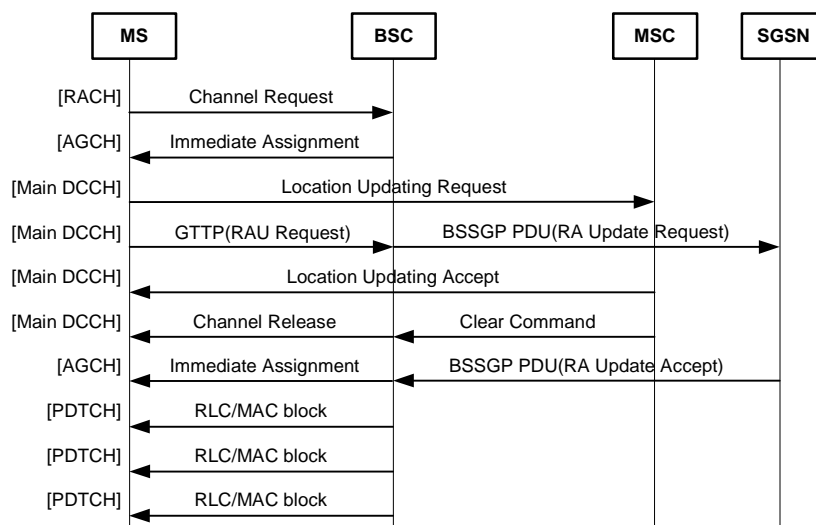 MS BSC MSC SGSN
[RACH] Channel Request
[AGCH] Immediate Assignment
[Main DCCH] Location Updating Request
[Main DCCH] GTTP(RAU Request) BSSGP PDU(RA Update Request)
[Main DCCH] Location Updating Accept
[Main DCCH] Channel Release Clear Command
[AGCH] Immediate Assignment BSSGP PDU(RA Update Accept)
[PDTCH] RLC/MAC block
[PDTCH] RLC/MAC block
[PDTCH] RLC/MAC block